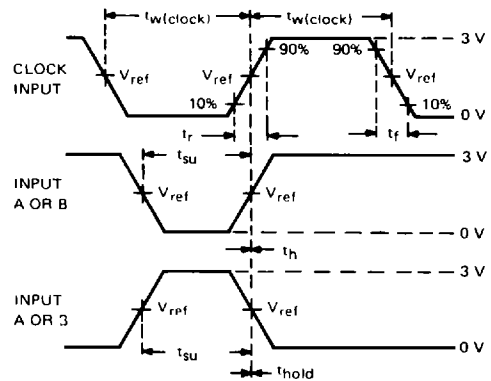 tw(clock) tw(clock)
3 V
90% 90%
CLOCK
INPUT
Vref Vref Vref
10% 10%
0 V
tr tf
tsu
3 V
INPUT
A OR B
Vref Vref
0 V
th
3 V
INPUT
A OR 3
Vref Vref
0 V
tsu
thold